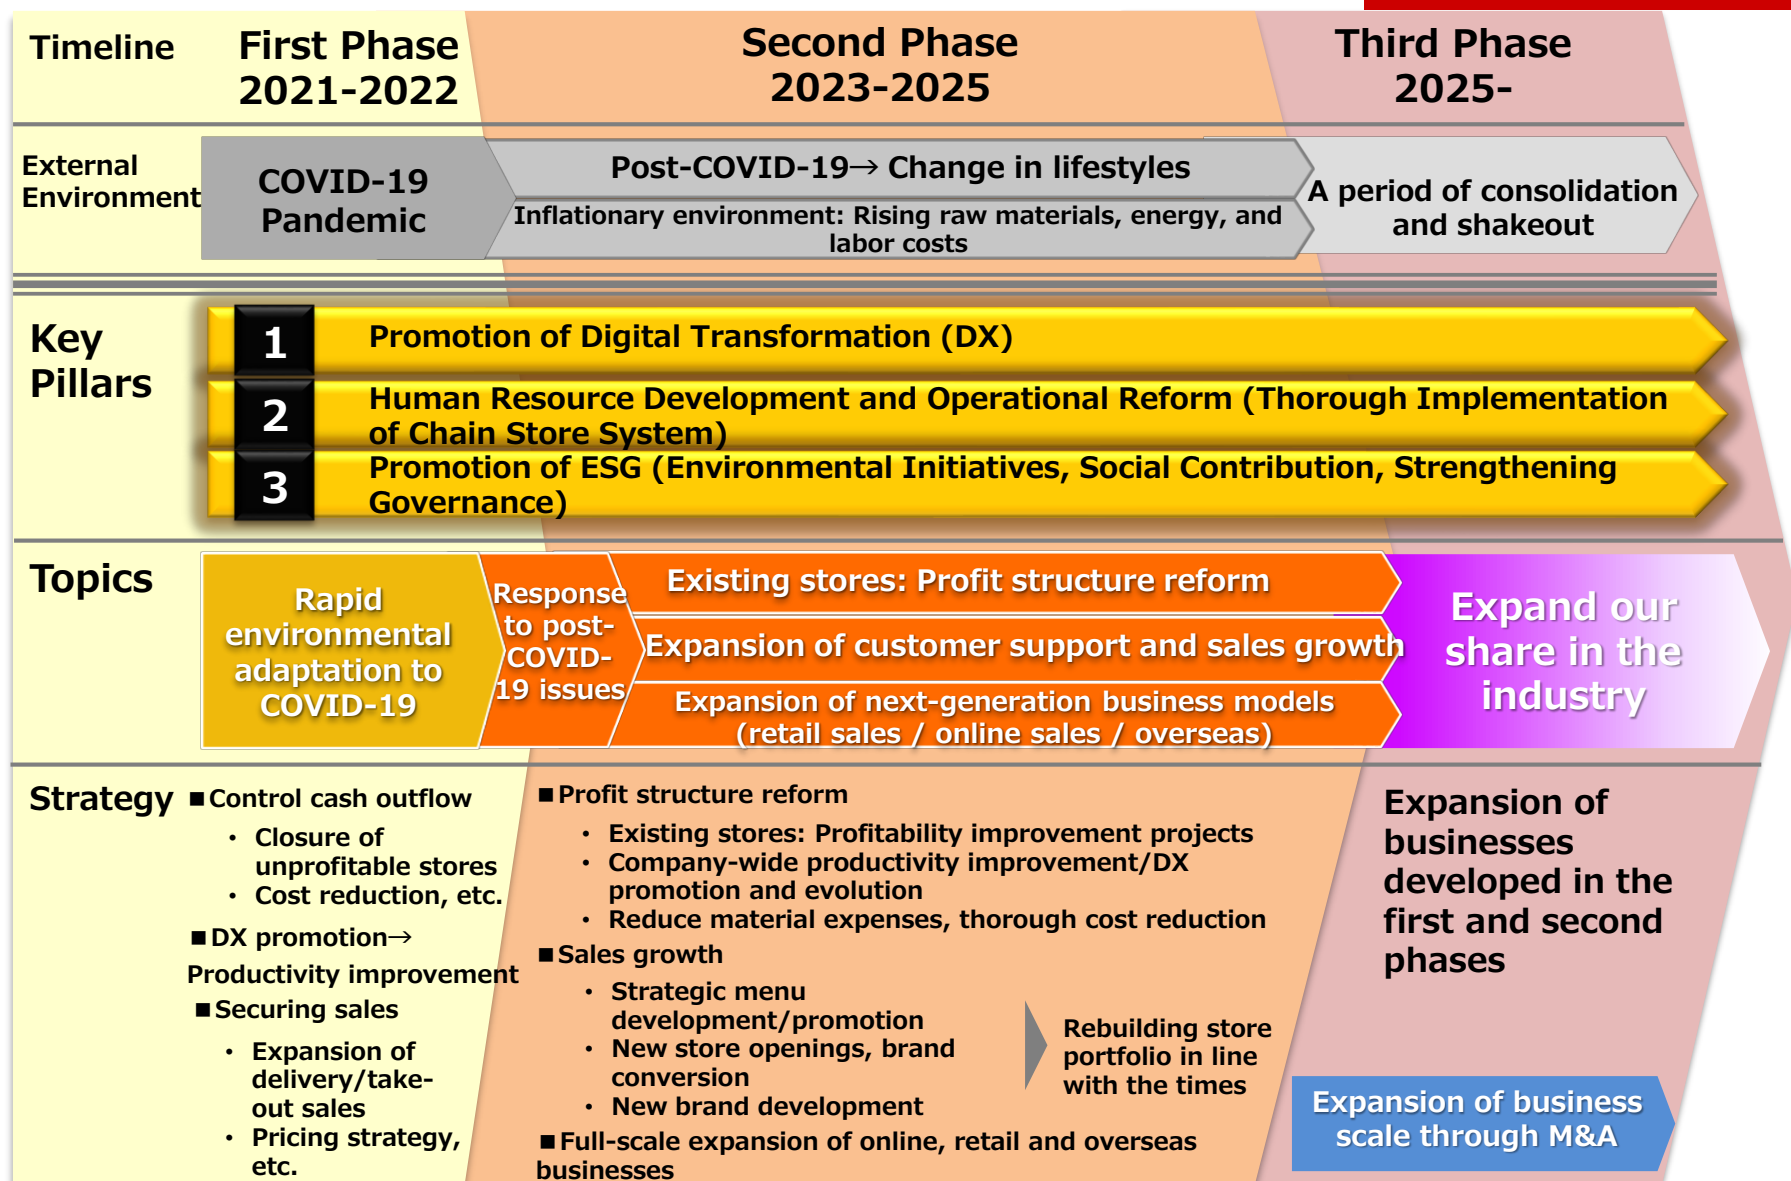 Timeline
First Phase
2021-2022
Second Phase
2023-2025
Third Phase
2025-
External
Environment
COVID-19
Pandemic
Post-COVID-19→ Change in lifestyles
Inflationary environment: Rising raw materials, energy, and
labor costs
A period of consolidation
and shakeout
Key
Pillars
1
Promotion of Digital Transformation (DX)
2
Human Resource Development and Operational Reform (Thorough Implementation
of Chain Store System)
3
Promotion of ESG (Environmental Initiatives, Social Contribution, Strengthening
Governance)
Topics
Rapid
environmental
adaptation to
COVID-19
Response
to post-
COVID-
19 issues
Existing stores: Profit structure reform
Expansion of customer support and sales growth
Expansion of next-generation business models
(retail sales / online sales / overseas)
Expand our
share in the
industry
Strategy
■Control cash outflow
・ Closure of
unprofitable stores
・ Cost reduction, etc.
■DX promotion→
Productivity improvement
■Securing sales
・ Expansion of
delivery/take-
out sales
・ Pricing strategy,
etc.
■Profit structure reform
・ Existing stores: Profitability improvement projects
・ Company-wide productivity improvement/DX
promotion and evolution
・ Reduce material expenses, thorough cost reduction
■Sales growth
・ Strategic menu
development/promotion
・ New store openings, brand
conversion
・ New brand development
Rebuilding store
portfolio in line
with the times
■Full-scale expansion of online, retail and overseas
businesses
Expansion of
businesses
developed in the
first and second
phases
Expansion of business
scale through M&A